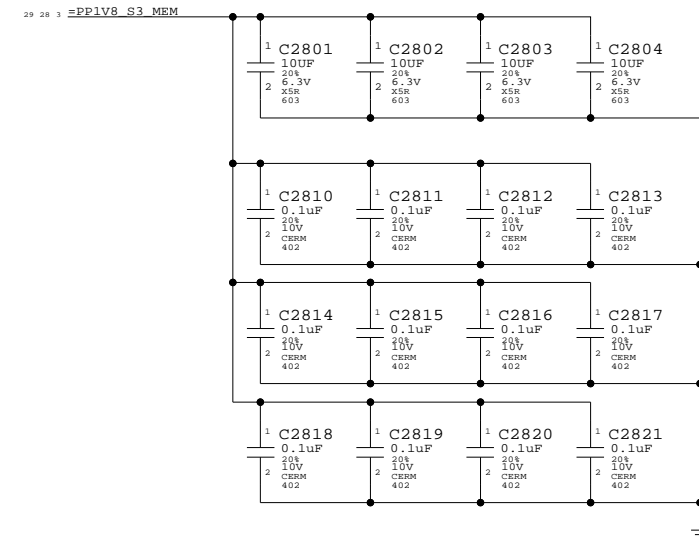 29 28 3 =PP1V8_S3_MEM
1 C2801 1 C2802 1 C2803 1 C2804
10UF 10UF 10UF 10UF
20% 20% 20% 20%
2 6.3V 2 6.3V 2 6.3V 2 6.3V
X5R X5R X5R X5R
603 603 603 603
1 C2810 1 C2811 1 C2812 1 C2813
0.1uF 0.1uF 0.1uF 0.1uF
20% 20% 20% 20%
2 10V 2 10V 2 10V 2 10V
CERM CERM CERM CERM
402 402 402 402
1 C2814 1 C2815 1 C2816 1 C2817
0.1uF 0.1uF 0.1uF 0.1uF
20% 20% 20% 20%
2 10V 2 10V 2 10V 2 10V
CERM CERM CERM CERM
402 402 402 402
1 C2818 1 C2819 1 C2820 1 C2821
0.1uF 0.1uF 0.1uF 0.1uF
20% 20% 20% 20%
2 10V 2 10V 2 10V 2 10V
CERM CERM CERM CERM
402 402 402 402